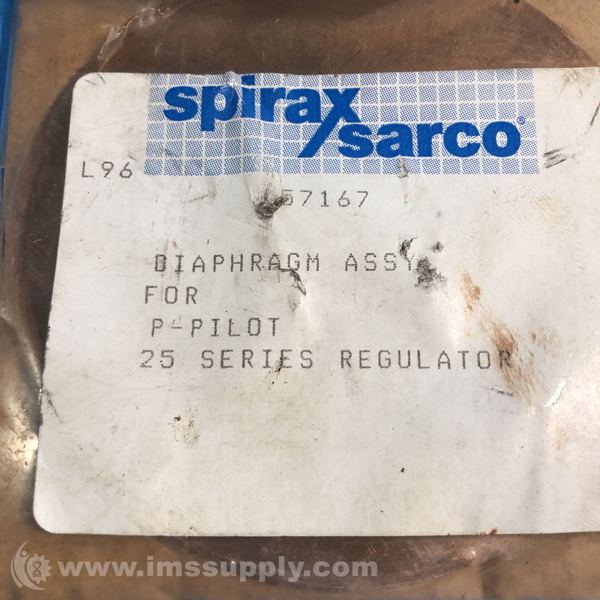 spirax
sarco®
L96
57167
DIAPHRAGM ASSY
FOR
P-PILOT
25 SERIES REGULATOR
www.imssupply.com